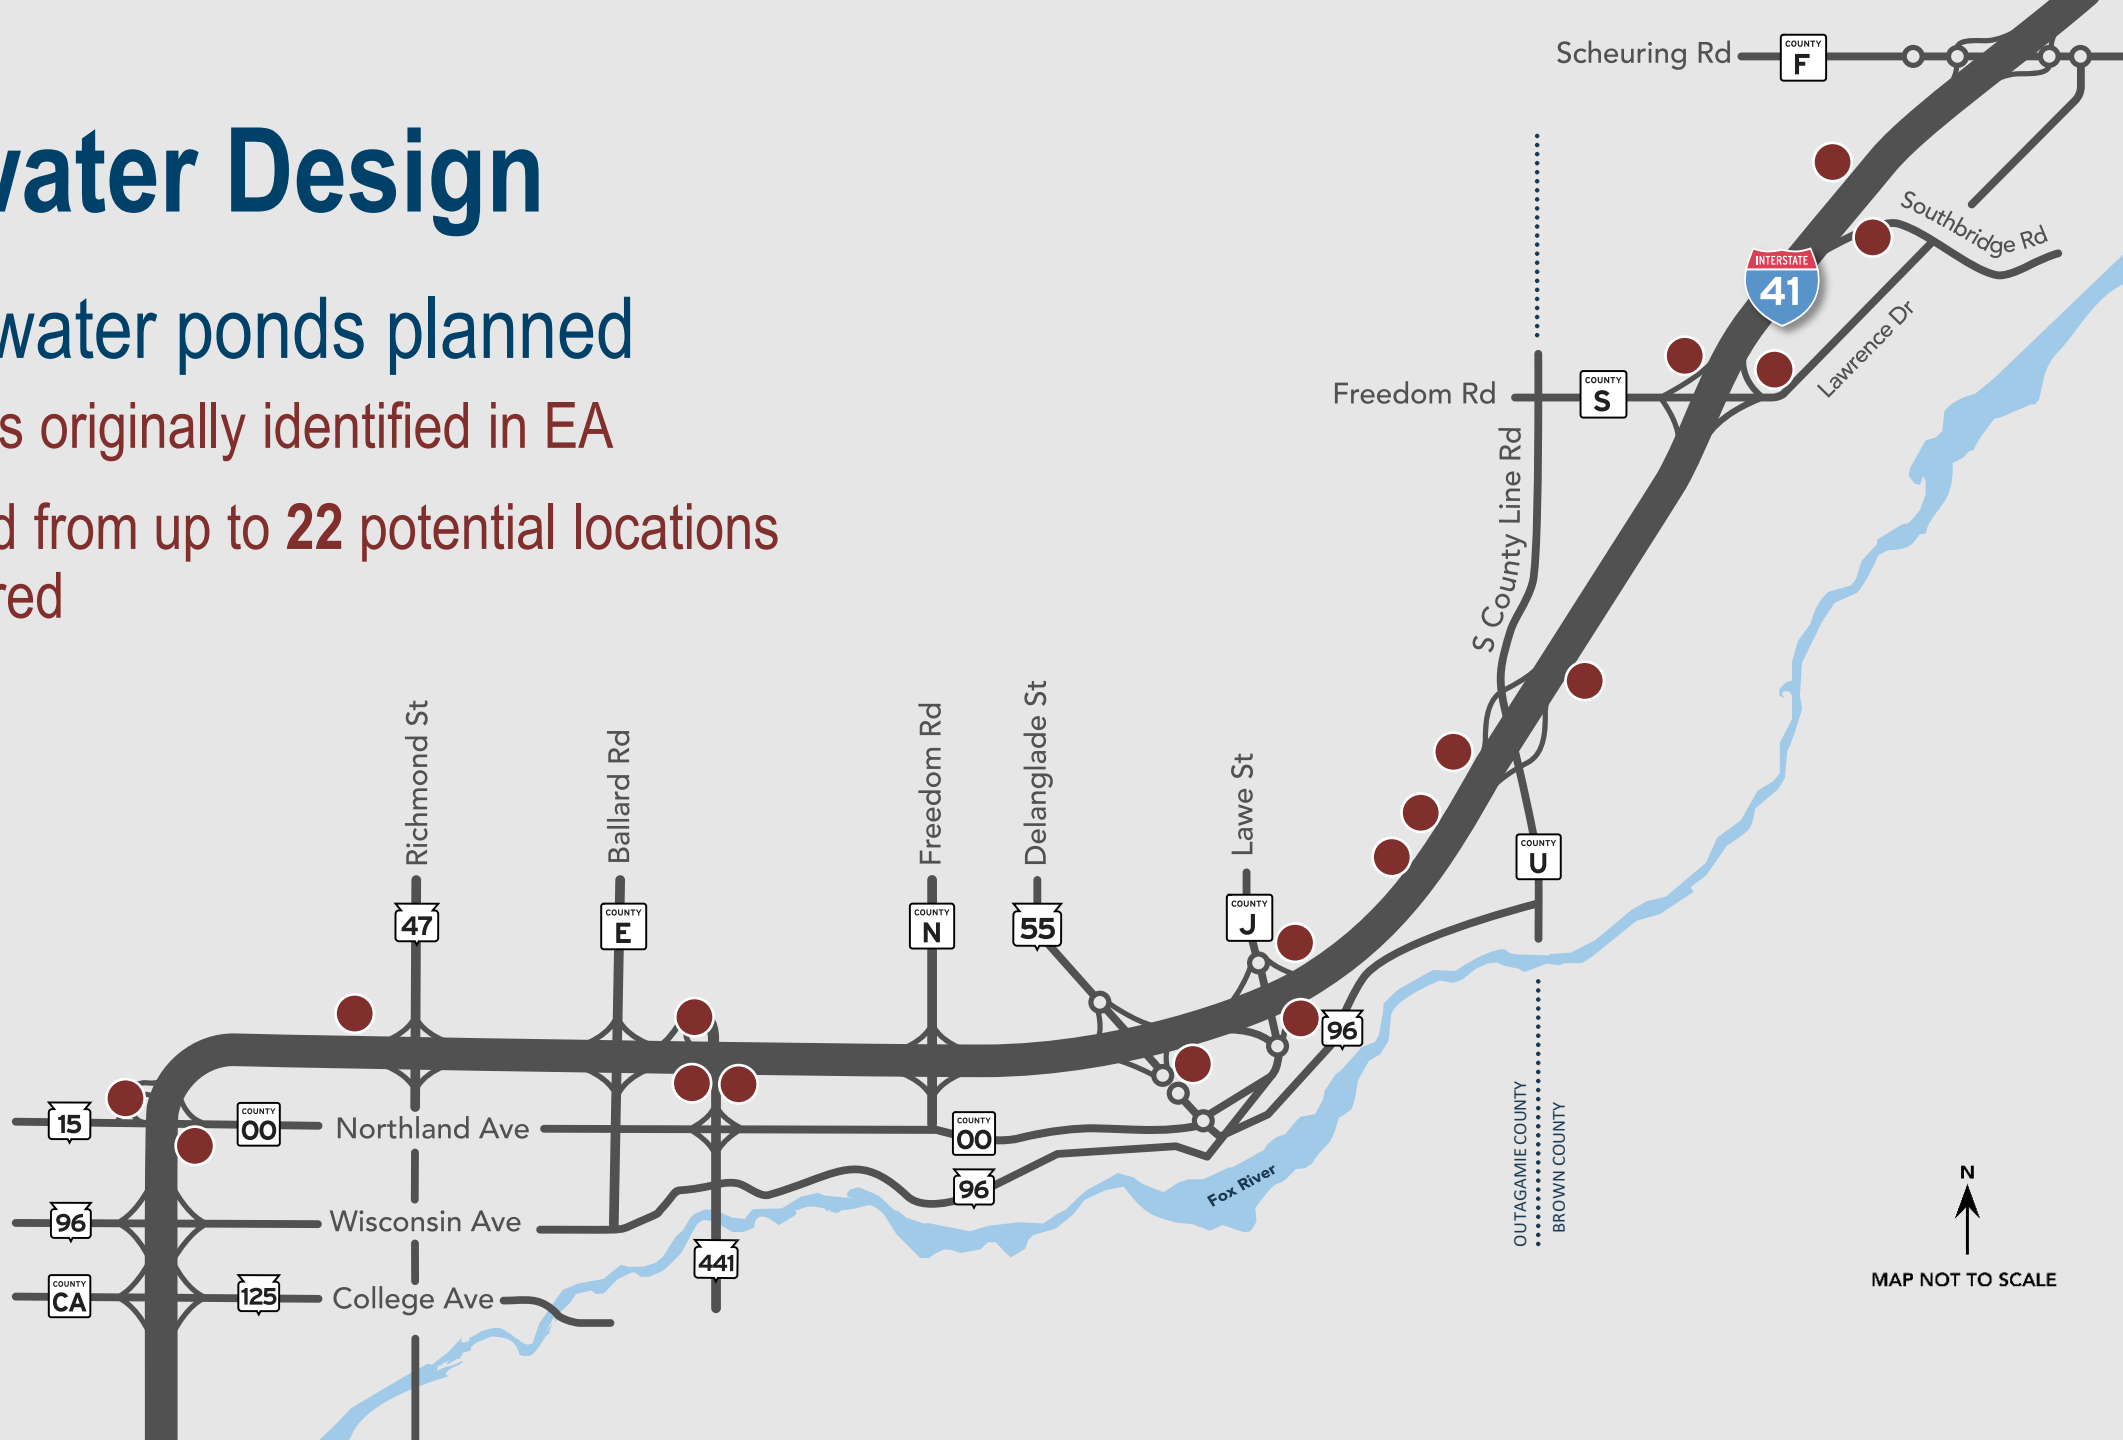 water Design
water ponds planned
s originally identified in EA
d from up to 22 potential locations
red
Scheuring Rd
COUNTY
F
Southbridge Rd
INTERSTATE
41
Lawrence Dr
Freedom Rd
COUNTY
S
S County Line Rd
Richmond St
Ballard Rd
Freedom Rd
Delanglade St
Lawe St
COUNTY
U
47
COUNTY
E
COUNTY
N
55
COUNTY
J
96
15
COUNTY
OO
Northland Ave
COUNTY
OO
96
Wisconsin Ave
96
Fox River
441
COUNTY
CA
125
College Ave
OUTAGAMIE COUNTY
BROWN COUNTY
N
MAP NOT TO SCALE